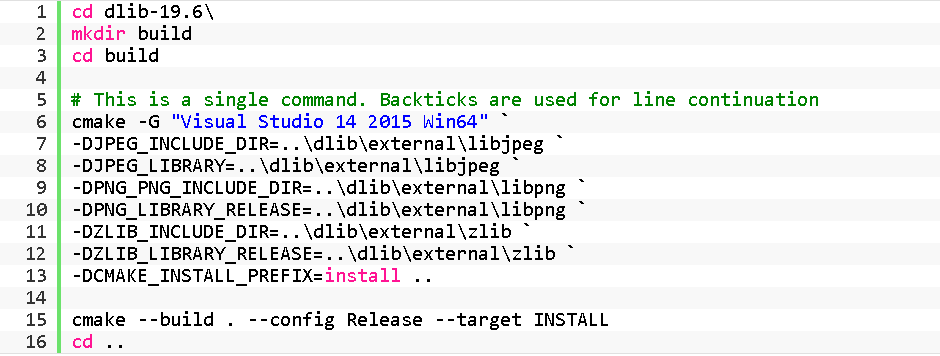 1 cd dlib-19.6\
2 mkdir build
3 cd build
4
5 # This is a single command. Backticks are used for line continuation
6 cmake -G "Visual Studio 14 2015 Win64" `
7 -DJPEG_INCLUDE_DIR=..\dlib\external\libjpeg `
8 -DJPEG_LIBRARY=..\dlib\external\libjpeg `
9 -DPNG_PNG_INCLUDE_DIR=..\dlib\external\libpng `
10 -DPNG_LIBRARY_RELEASE=..\dlib\external\libpng `
11 -DZLIB_INCLUDE_DIR=..\dlib\external\zlib `
12 -DZLIB_LIBRARY_RELEASE=..\dlib\external\zlib `
13 -DCMAKE_INSTALL_PREFIX=install ..
14
15 cmake --build . --config Release --target INSTALL
16 cd ..